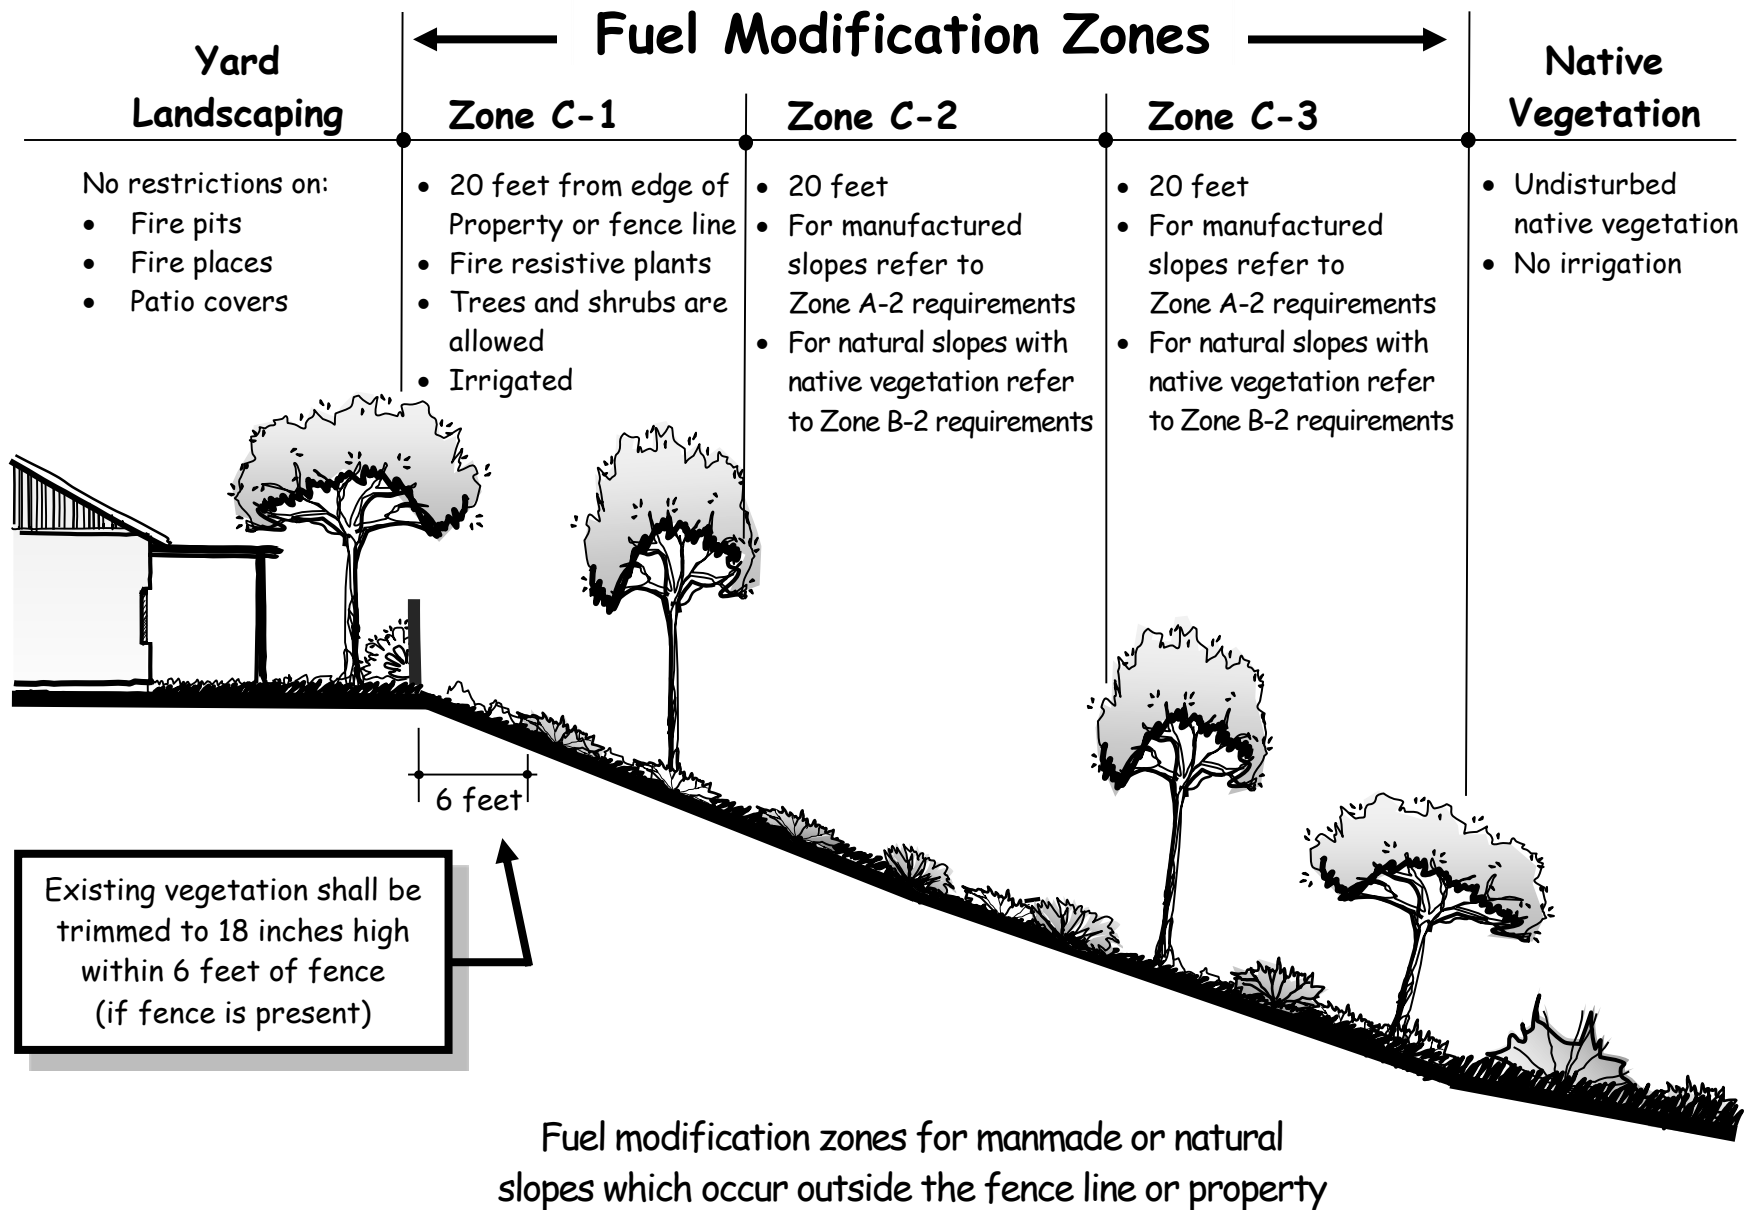 Fuel Modification Zones
Yard
Landscaping
Zone C-1
Zone C-2
Zone C-3
Native
Vegetation
No restrictions on:
• Fire pits
• Fire places
• Patio covers
• 20 feet from edge of
Property or fence line
• Fire resistive plants
• Trees and shrubs are
allowed
• Irrigated
• 20 feet
• For manufactured
slopes refer to
Zone A-2 requirements
• For natural slopes with
native vegetation refer
to Zone B-2 requirements
• 20 feet
• For manufactured
slopes refer to
Zone A-2 requirements
• For natural slopes with
native vegetation refer
to Zone B-2 requirements
• Undisturbed
native vegetation
• No irrigation
6 feet
Existing vegetation shall be
trimmed to 18 inches high
within 6 feet of fence
(if fence is present)
Fuel modification zones for manmade or natural
slopes which occur outside the fence line or property